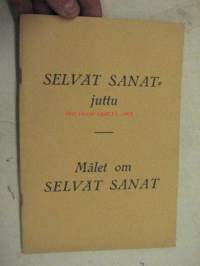 SELVÄT SANAT-
juttu
Målet om
SELVÄT SANAT